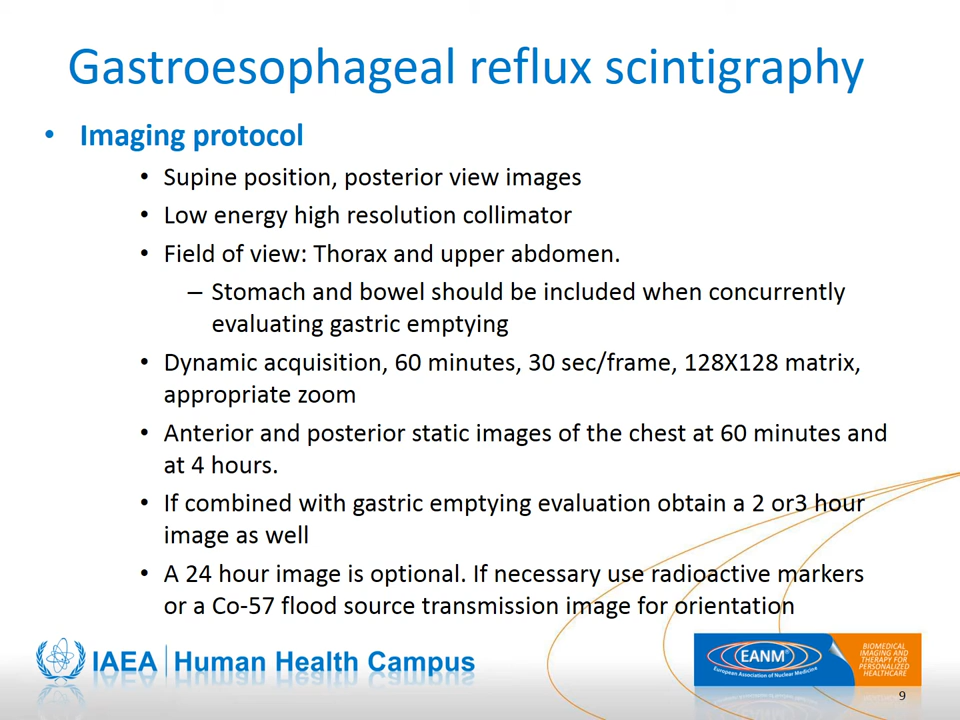 Gastroesophageal reflux scintigraphy
• Imaging protocol
• Supine position, posterior view images
• Low energy high resolution collimator
• Field of view: Thorax and upper abdomen.
– Stomach and bowel should be included when concurrently
evaluating gastric emptying
• Dynamic acquisition, 60 minutes, 30 sec/frame, 128X128 matrix,
appropriate zoom
• Anterior and posterior static images of the chest at 60 minutes and
at 4 hours.
• If combined with gastric emptying evaluation obtain a 2 or3 hour
image as well
• A 24 hour image is optional. If necessary use radioactive markers
or a Co-57 flood source transmission image for orientation
IAEA Human Health Campus
EANM®
European Association of Nuclear Medicine
BIOMEDICAL
IMAGING AND
THERAPY FOR
PERSONALIZED
HEALTHCARE
9